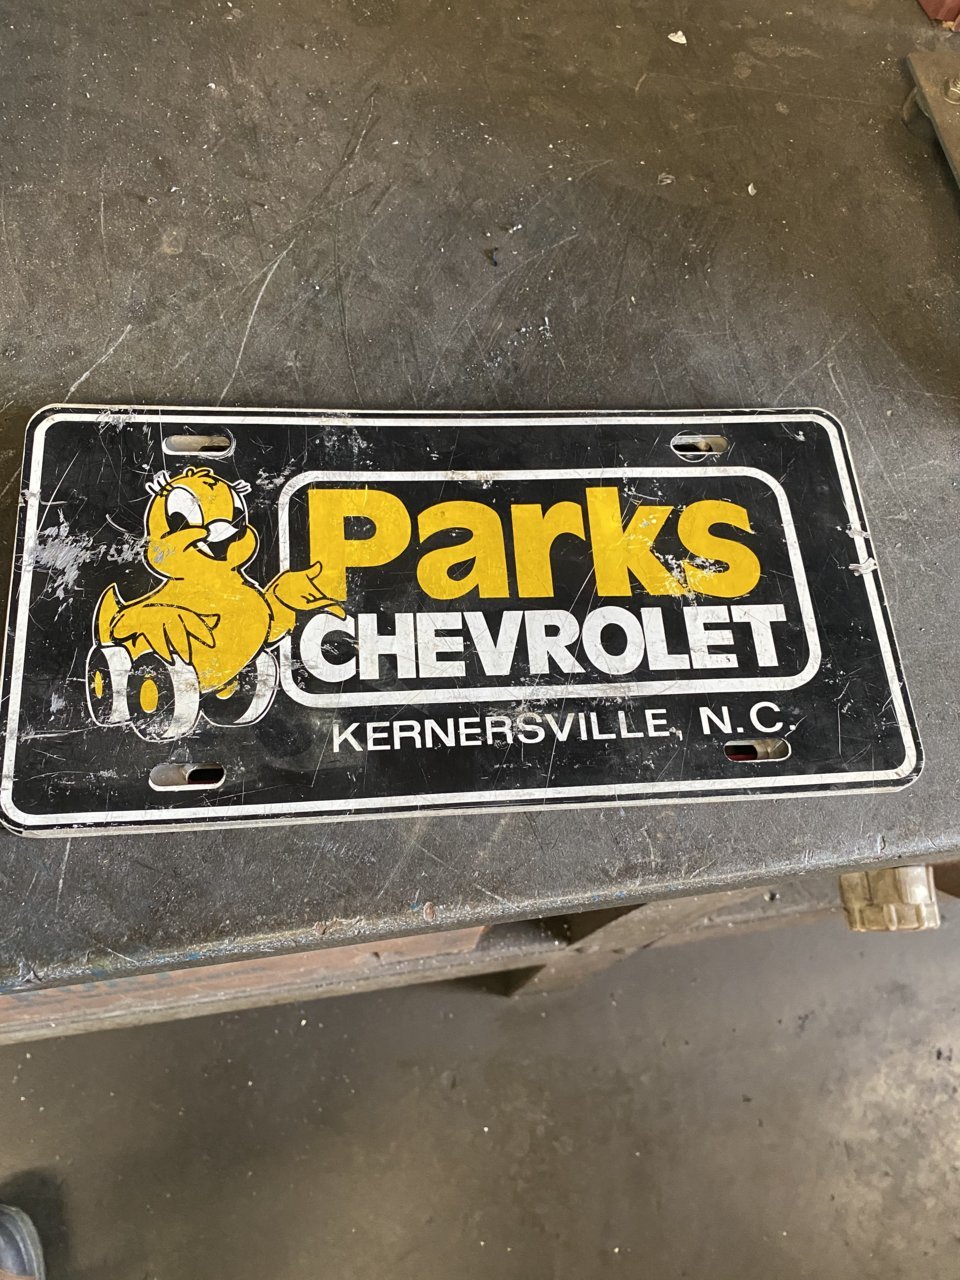 Parks
CHEVROLET
KERNERSVILLE, N.C.